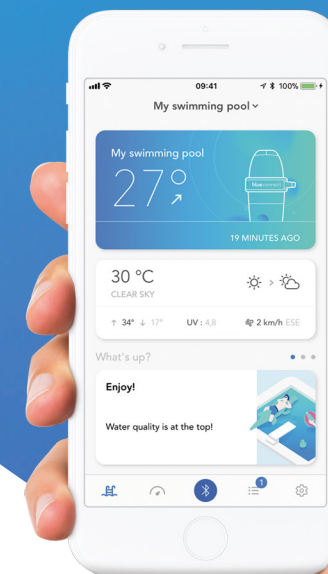 09:41
100%
My swimming pool
My swimming pool
27°
blueconnect
19 MINUTES AGO
30 °C
CLEAR SKY
↑ 34° ↓ 17° UV : 4,8 2 km/h ESE
What's up?
Enjoy!
Water quality is at the top!
1